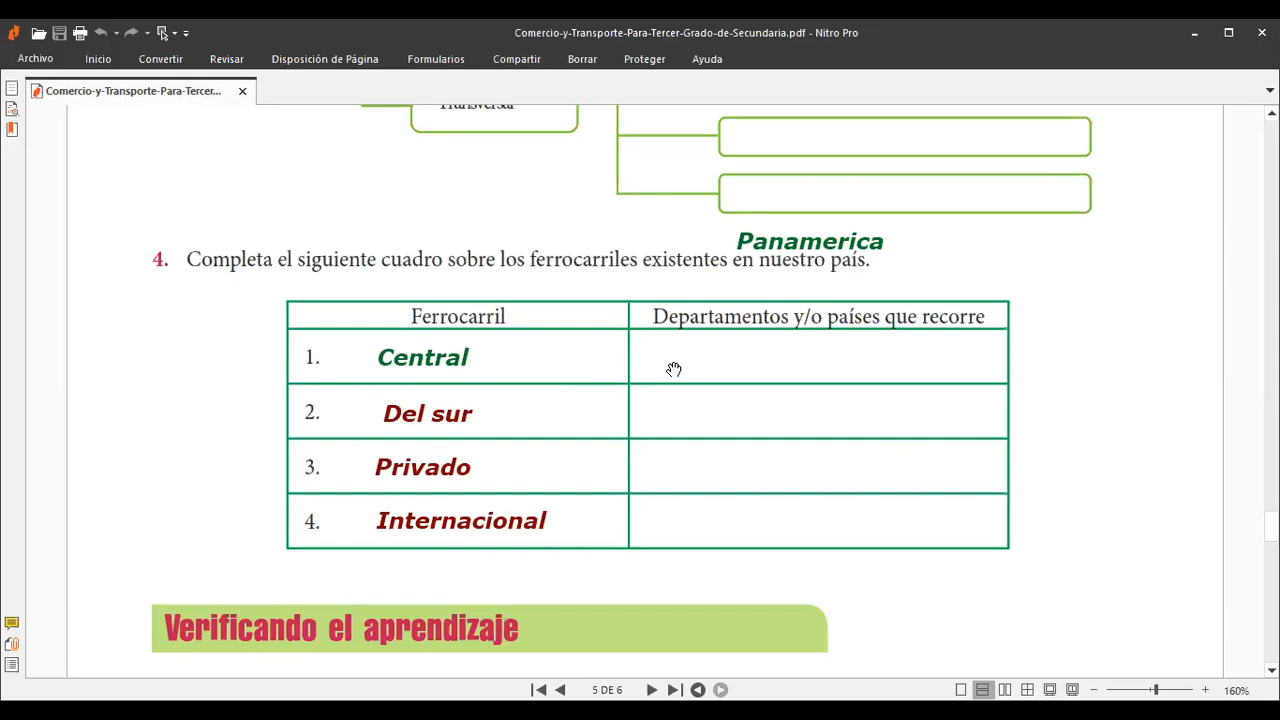 Comercio-y-Transporte-Para-Tercer-Grado-de-Secundaria.pdf - Nitro Pro
Archivo Inicio Convertir Revisar Disposición de Página Formularios Compartir Borrar Proteger Ayuda
Comercio-y-Transporte-Para-Tercer...
Transversal
Panamerica
4. Completa el siguiente cuadro sobre los ferrocarriles existentes en nuestro país.
Ferrocarril Departamentos y/o países que recorre
1. Central
2. Del sur
3. Privado
4. Internacional
Verificando el aprendizaje
5 DE 6
160%